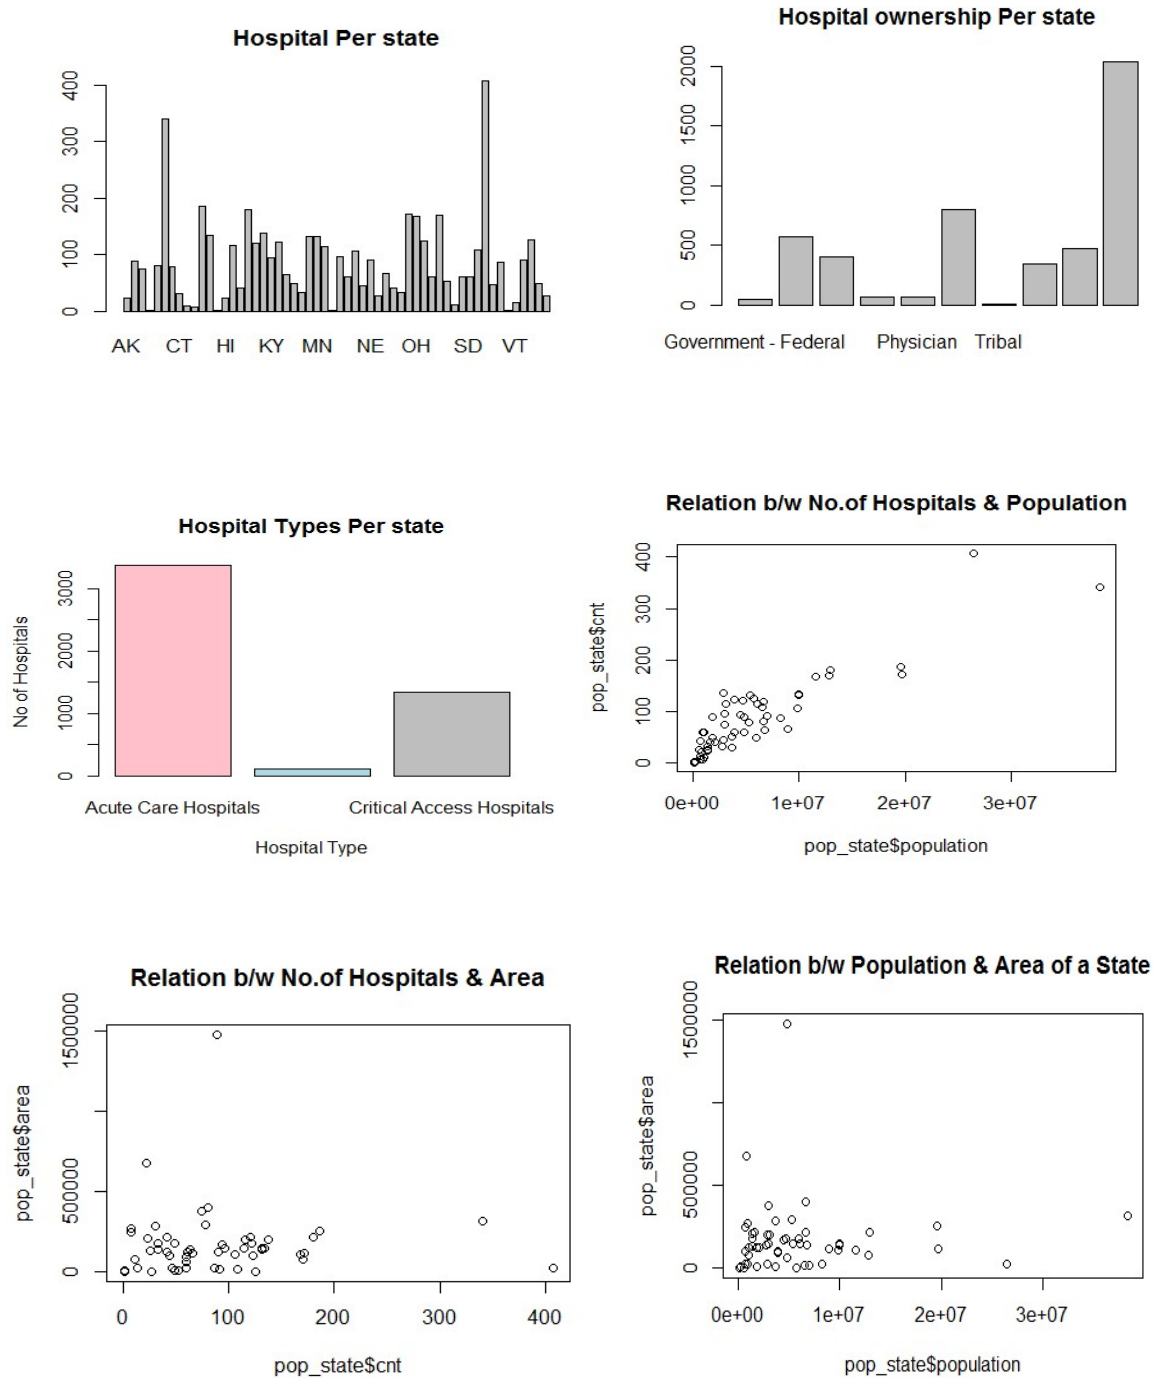 Hospital Per state
400
300
200
100
0
AK CT HI KY MN NE OH SD VT
Hospital ownership Per state
2000
1500
1000
500
0
Government - Federal Physician Tribal
Hospital Types Per state
No of Hospitals
3000
2000
1000
0
Acute Care Hospitals Critical Access Hospitals
Hospital Type
Relation b/w No.of Hospitals & Population
pop_state$cnt
400
300
200
100
0
0e+00 1e+07 2e+07 3e+07
pop_state$population
Relation b/w No.of Hospitals & Area
pop_state$area
1500000
500000
0
0 100 200 300 400
pop_state$cnt
Relation b/w Population & Area of a State
pop_state$area
1500000
500000
0
0e+00 1e+07 2e+07 3e+07
pop_state$population